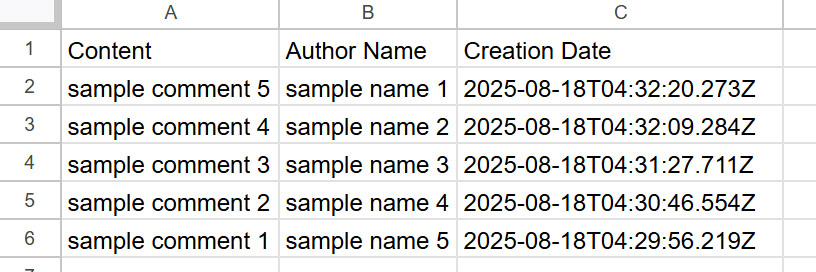 A B C
1 Content Author Name Creation Date
2 sample comment 5 sample name 1 2025-08-18T04:32:20.273Z
3 sample comment 4 sample name 2 2025-08-18T04:32:09.284Z
4 sample comment 3 sample name 3 2025-08-18T04:31:27.711Z
5 sample comment 2 sample name 4 2025-08-18T04:30:46.554Z
6 sample comment 1 sample name 5 2025-08-18T04:29:56.219Z